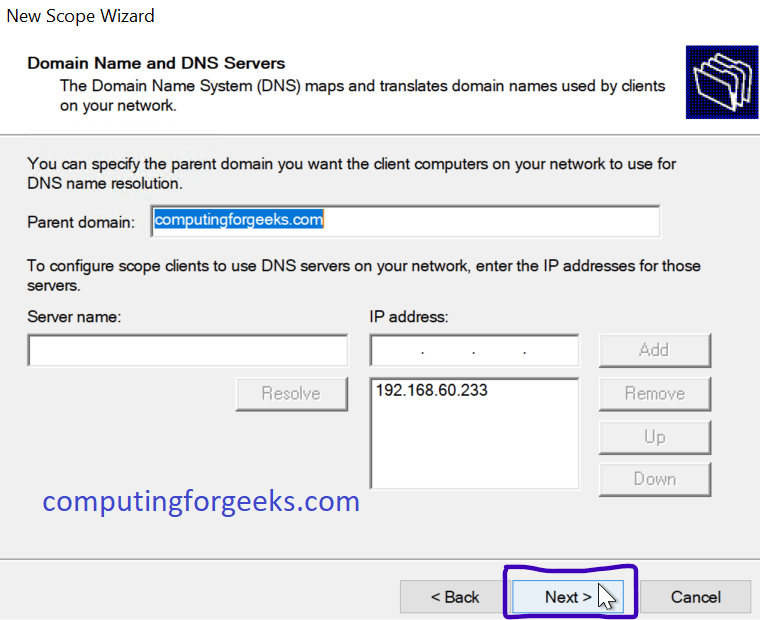 New Scope Wizard
Domain Name and DNS Servers
The Domain Name System (DNS) maps and translates domain names used by clients
on your network.
You can specify the parent domain you want the client computers on your network to use for
DNS name resolution.
Parent domain: computingforgeeks.com
To configure scope clients to use DNS servers on your network, enter the IP addresses for those
servers.
Server name: IP address:
. . . Add
Resolve 192.168.60.233 Remove
Up
Down
computingforgeeks.com
< Back Next > Cancel